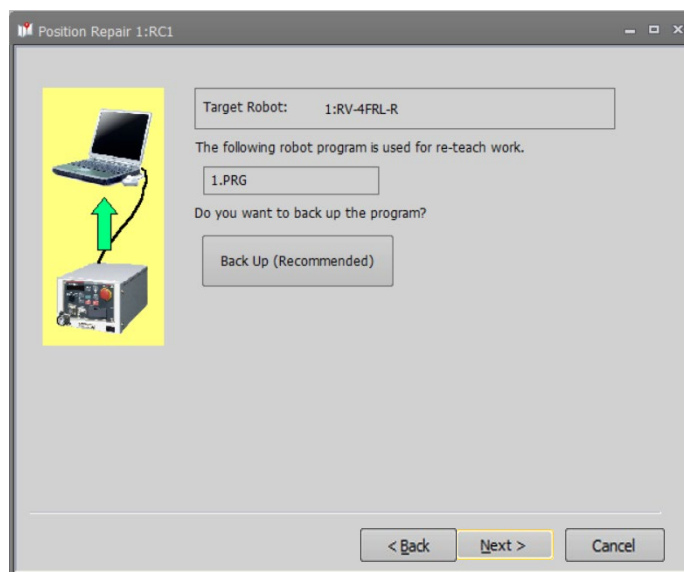 Position Repair 1:RC1
Target Robot: 1:RV-4FRL-R
The following robot program is used for re-teach work.
1.PRG
Do you want to back up the program?
Back Up (Recommended)
< Back Next > Cancel